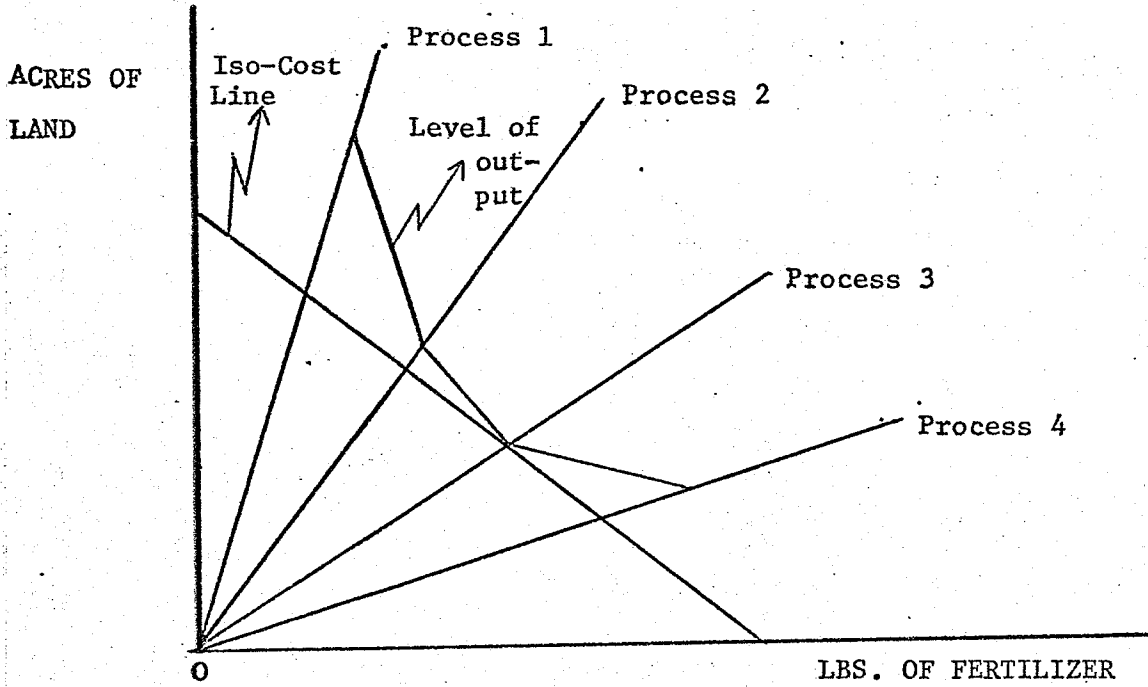 Process 1
ACRES OF
LAND
Iso-Cost
Line
Process 2
Level of
out-
put
Process 3
Process 4
O
LBS. OF FERTILIZER